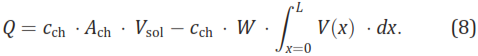 Q = c_ch · A_ch · V_sol − c_ch · W · ∫_{x=0}^{L} V(x) · dx. (8)